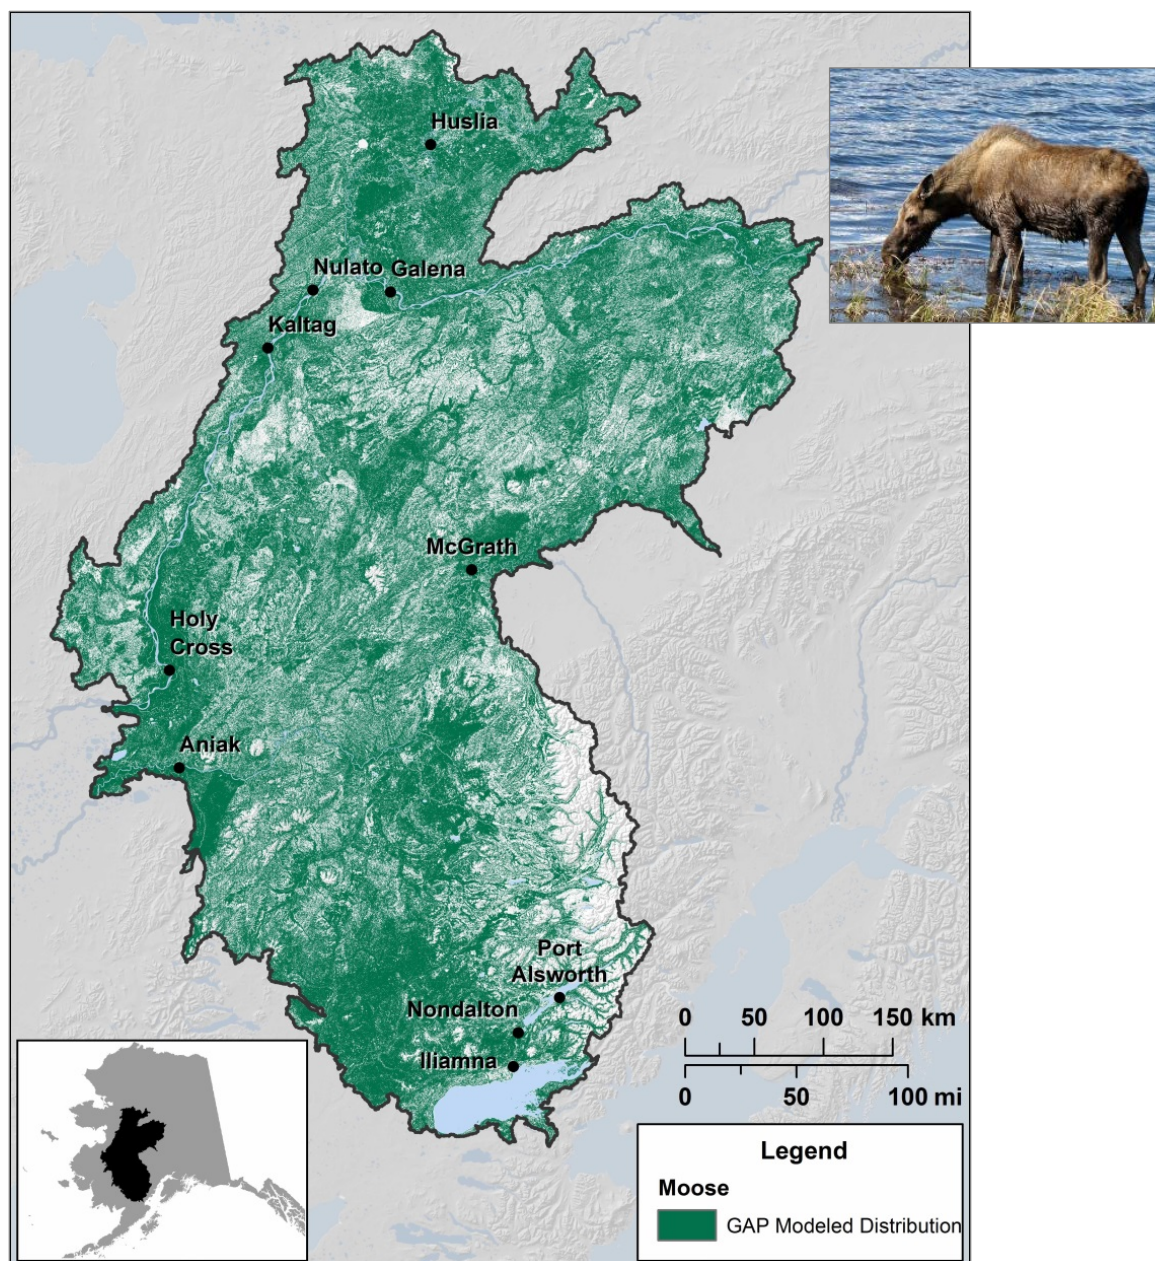 Huslia
Nulato
Galena
Kaltag
McGrath
Holy
Cross
Aniak
Port
Alsworth
Nondalton
Iliamna
0 50 100 150 km
0 50 100 mi
Legend
Moose
GAP Modeled Distribution